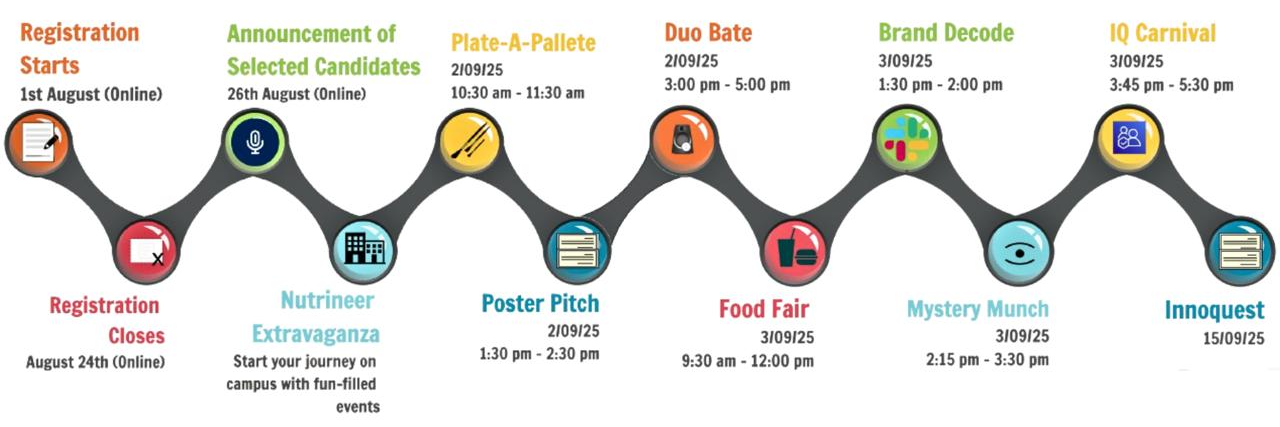 Registration
Starts
1st August (Online)
Registration
Closes
August 24th (Online)
Announcement of
Selected Candidates
26th August (Online)
Nutrineer
Extravaganza
Start your journey on
campus with fun-filled
events
Plate-A-Pallete
2/09/25
10:30 am - 11:30 am
Poster Pitch
2/09/25
1:30 pm - 2:30 pm
Duo Bate
2/09/25
3:00 pm - 5:00 pm
Food Fair
3/09/25
9:30 am - 12:00 pm
Brand Decode
3/09/25
1:30 pm - 2:00 pm
Mystery Munch
3/09/25
2:15 pm - 3:30 pm
IQ Carnival
3/09/25
3:45 pm - 5:30 pm
Innoquest
15/09/25